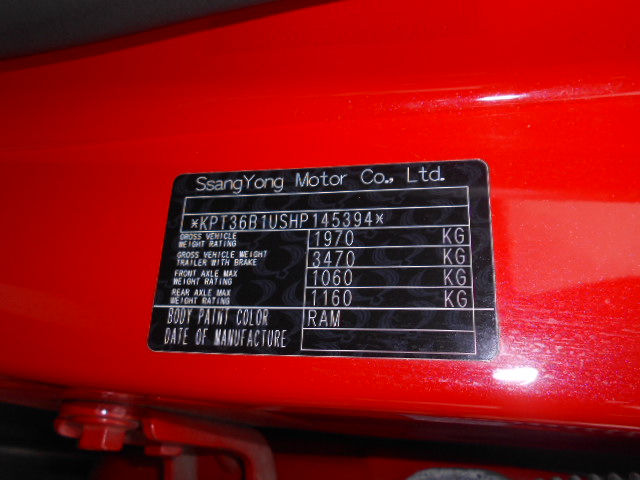 SsangYong Motor Co., Ltd.
*KPT36B1USHP145394*
GROSS VEHICLE WEIGHT RATING 1970 KG
GROSS VEHICLE WEIGHT TRAILER WITH BRAKE 3470 KG
FRONT AXLE MAX WEIGHT RATING 1060 KG
REAR AXLE MAX WEIGHT RATING 1160 KG
BODY PAINT COLOR RAM
DATE OF MANUFACTURE